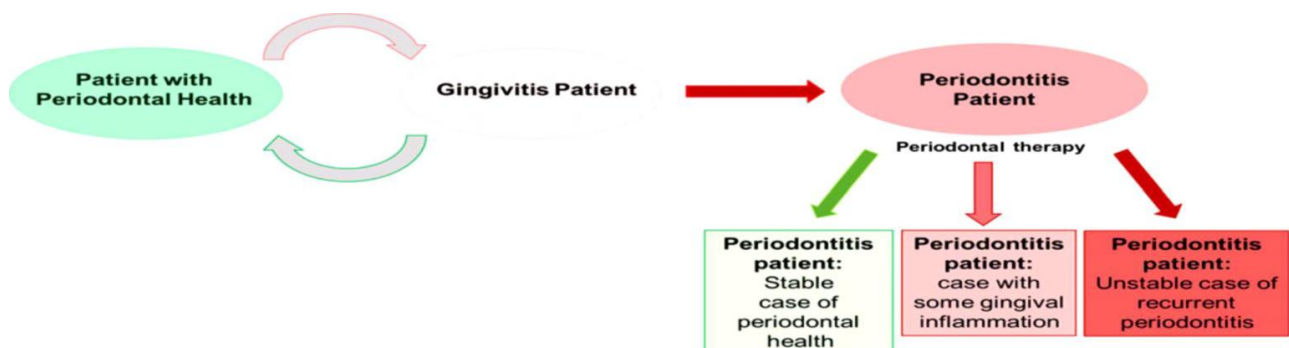 Patient with
Periodontal Health
Gingivitis Patient
Periodontitis
Patient
Periodontal therapy
Periodontitis
patient:
Stable
case of
periodontal
health
Periodontitis
patient:
case with
some gingival
inflammation
Periodontitis
patient:
Unstable case of
recurrent
periodontitis